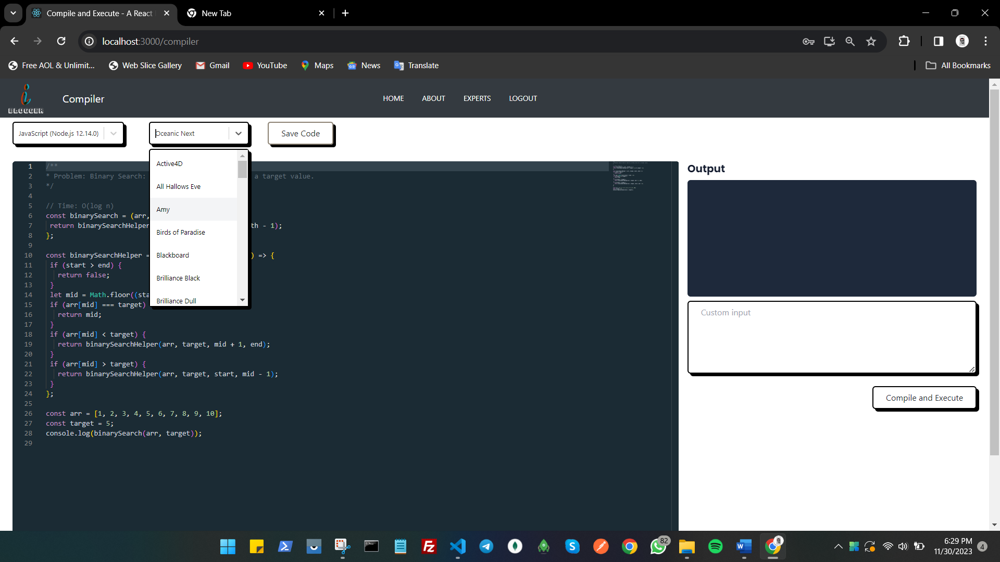 Compile and Execute - A React
New Tab
localhost:3000/compiler
Free AOL & Unlimit...
Web Slice Gallery
Gmail
YouTube
Maps
News
Translate
All Bookmarks
BLOGGER
Compiler
HOME
ABOUT
EXPERTS
LOGOUT
JavaScript (Node.js 12.14.0)
Oceanic Next
Save Code
Active4D
All Hallows Eve
Amy
Birds of Paradise
Blackboard
Brilliance Black
Brilliance Dull
1 /**
2 * Problem: Binary Search: a target value.
3 */
4
5 // Time: O(log n)
6 const binarySearch = (arr,
7 return binarySearchHelper th - 1);
8 };
9
10 const binarySearchHelper = ) => {
11 if (start > end) {
12 return false;
13 }
14 let mid = Math.floor((sta
15 if (arr[mid] === target)
16 return mid;
17 }
18 if (arr[mid] < target) {
19 return binarySearchHelper(arr, target, mid + 1, end);
20 }
21 if (arr[mid] > target) {
22 return binarySearchHelper(arr, target, start, mid - 1);
23 }
24 };
25
26 const arr = [1, 2, 3, 4, 5, 6, 7, 8, 9, 10];
27 const target = 5;
28 console.log(binarySearch(arr, target));
29
Output
Custom input
Compile and Execute
82
6:29 PM
11/30/2023
4